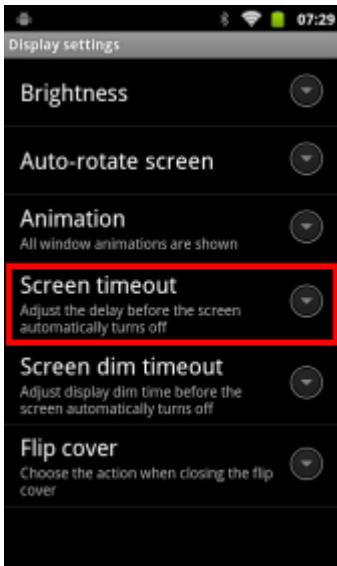 07:29
Display settings
Brightness
Auto-rotate screen
Animation
All window animations are shown
Screen timeout
Adjust the delay before the screen
automatically turns off
Screen dim timeout
Adjust display dim time before the
screen automatically turns off
Flip cover
Choose the action when closing the flip
cover